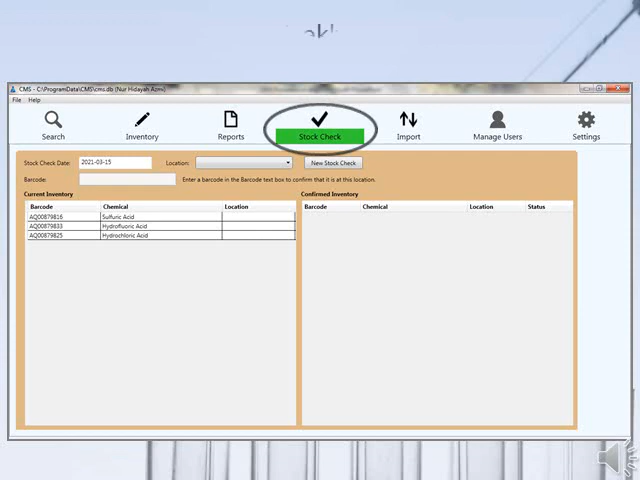 CMS - C:\ProgramData\CMS\cms.db (Nur Hidayah Azmi)
File Help
Search Inventory Reports Stock Check Import Manage Users Settings
Stock Check Date: 2021-03-15 Location: New Stock Check
Barcode: Enter a barcode in the Barcode text box to confirm that it is at this location.
Current Inventory Confirmed Inventory
Barcode Chemical Location Barcode Chemical Location Status
AQ00879816 Sulfuric Acid
AQ00879833 Hydrofluoric Acid
AQ00879825 Hydrochloric Acid